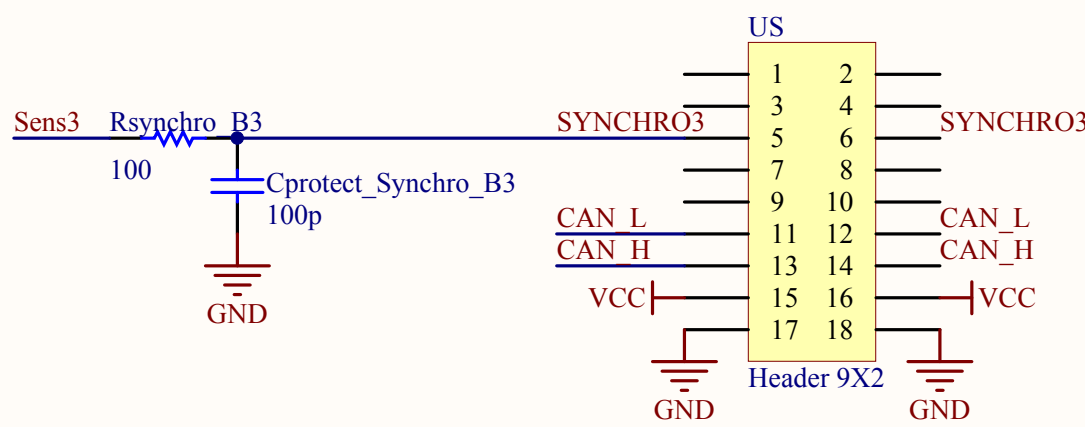 US
1 2
3 4
Sens3 Rsynchro_B3 SYNCHRO3 5 6 SYNCHRO3
100 7 8
Cprotect_Synchro_B3 9 10
100p
CAN_L 11 12 CAN_L
CAN_H 13 14 CAN_H
VCC 15 16 VCC
GND 17 18
Header 9X2
GND GND